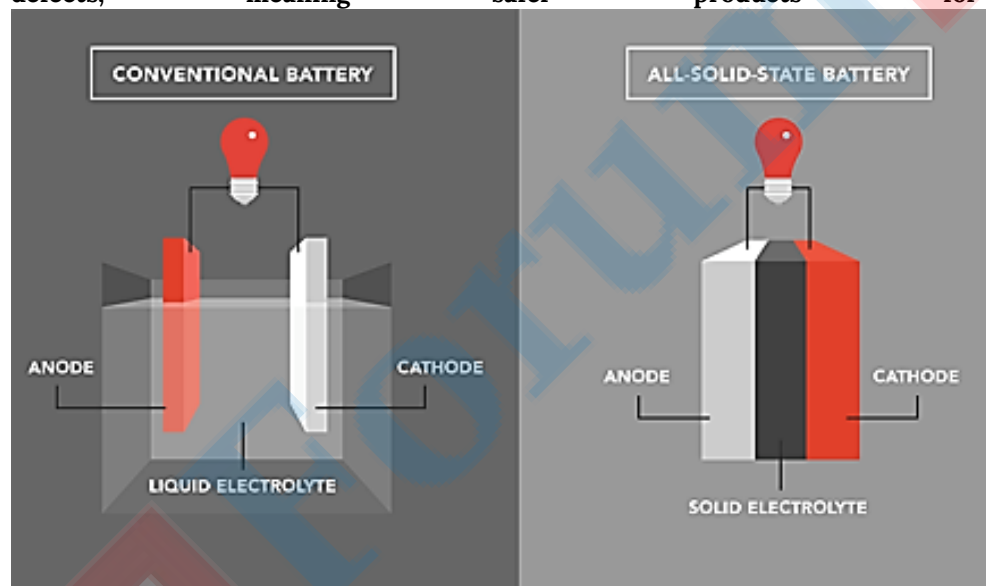 defects, meaning safer products for
CONVENTIONAL BATTERY
ALL-SOLID-STATE BATTERY
ANODE
CATHODE
LIQUID ELECTROLYTE
ANODE
CATHODE
SOLID ELECTROLYTE
Forum